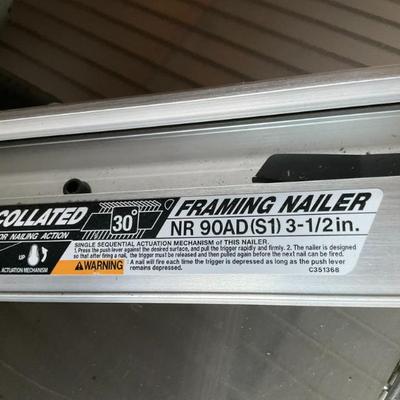 COLLATED
30°
FRAMING NAILER
OR NAILING ACTION
NR 90AD(S1) 3-1/2in.
UP
ACTUATION MECHANISM
WARNING
SINGLE SEQUENTIAL ACTUATION MECHANISM of THIS NAILER.
1. Press the push lever against the desired surface, and pull the trigger rapidly and firmly. 2. The nailer is designed
so that after firing a nail, the trigger must be released and then pulled again before the next nail can be fired.
A nail will fire each time the trigger is depressed as long as the push lever
remains depressed.
C351368